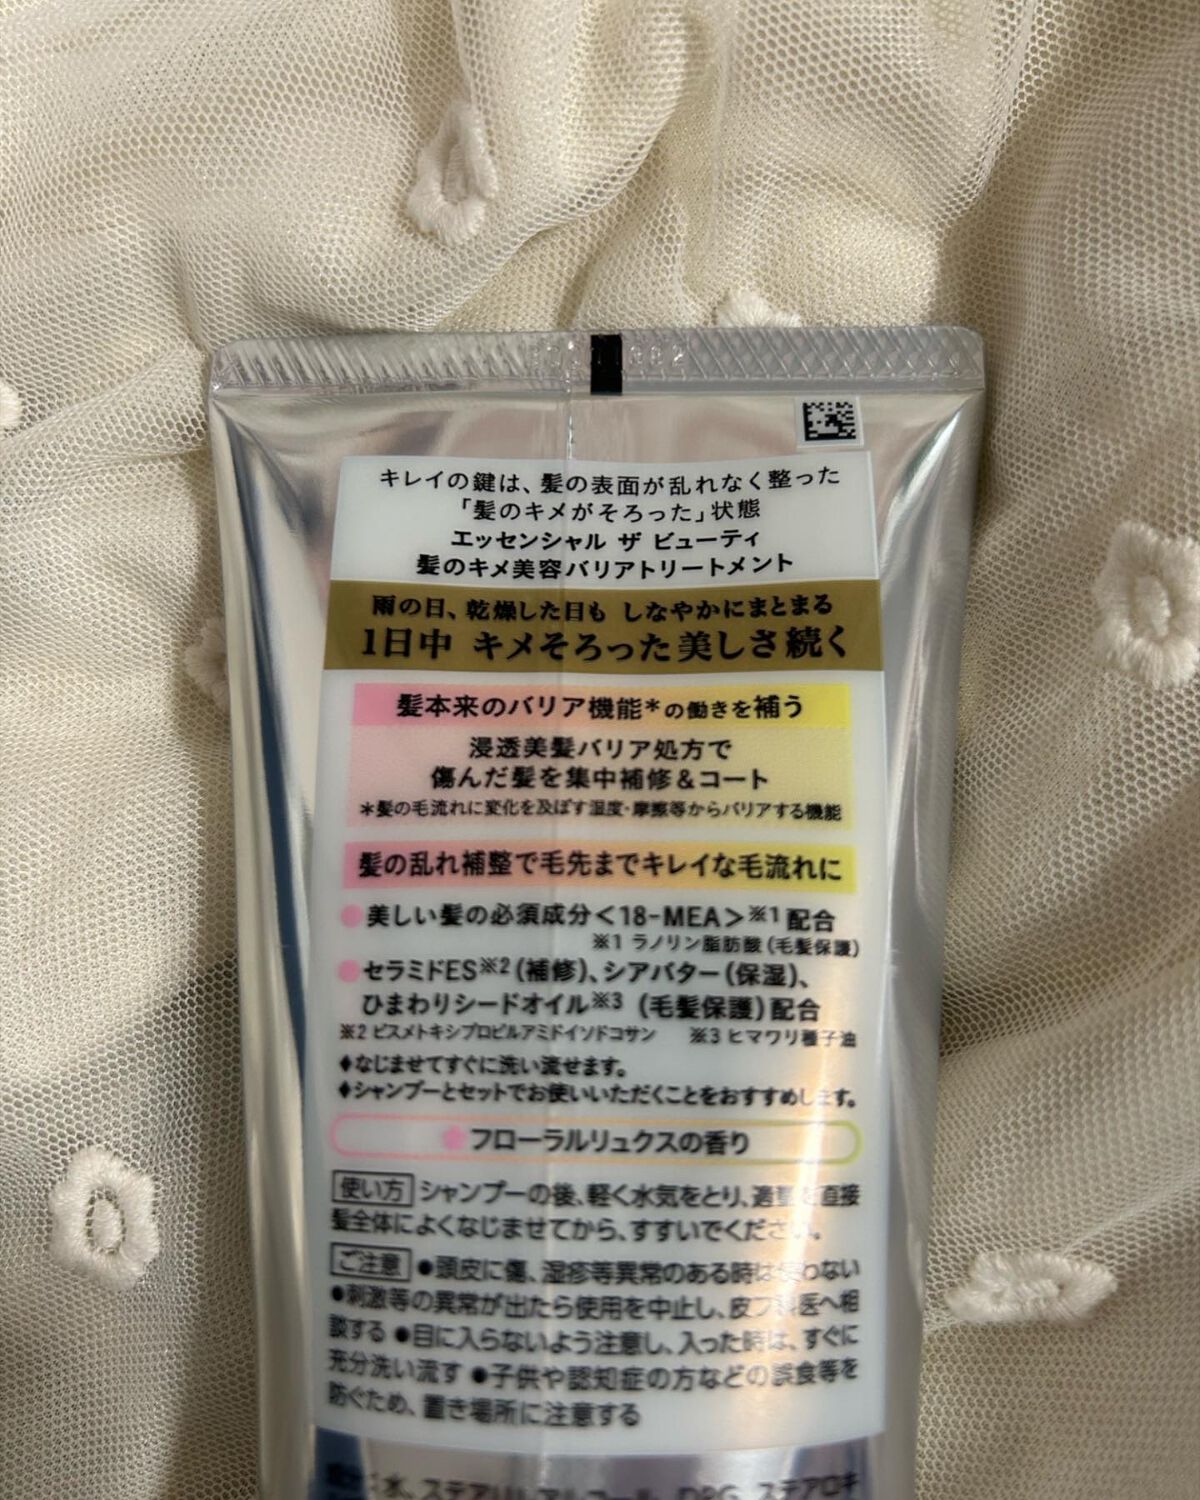 キレイの鍵は、髪の表面が乱れなく整った
「髪のキメがそろった」状態
エッセンシャル ザ ビューティ
髪のキメ美容バリアトリートメント
雨の日、乾燥した日も しなやかにまとまる
1日中 キメそろった美しさ続く
髪本来のバリア機能*の働きを補う
浸透美髪バリア処方で
傷んだ髪を集中補修&コート
*髪の毛流れに変化を及ぼす湿度・摩擦等からバリアする機能
髪の乱れ補整で毛先までキレイな毛流れに
●美しい髪の必須成分<18-MEA>※1配合
※1 ラノリン脂肪酸(毛髪保護)
●セラミドES※2(補修)、シアバター(保湿)、
ひまわりシードオイル※3(毛髪保護)配合
※2 ビスメトキシプロピルアミドイソドコサン ※3 ヒマワリ種子油
♦なじませてすぐに洗い流せます。
♦シャンプーとセットでお使いいただくことをおすすめします。
フローラルリュクスの香り
使い方 シャンプーの後、軽く水気をとり、適量を直接
髪全体によくなじませてから、すすいでください。
ご注意 ●頭皮に傷、湿疹等異常のある時は使わない
●刺激等の異常が出たら使用を中止し、皮フ科医へ相
談する ●目に入らないよう注意し、入った時は、すぐに
充分洗い流す ●子供や認知症の方などの誤食等を
防ぐため、置き場所に注意する
水、ステアリルアルコール、DPG、ステアロキ